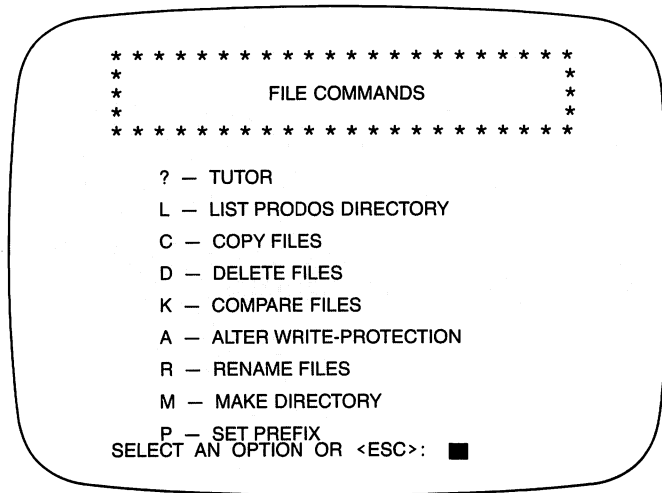 * * * * * * * * * * * * * * * * * * * * * *
* *
* FILE COMMANDS *
* *
* * * * * * * * * * * * * * * * * * * * * *
? — TUTOR
L — LIST PRODOS DIRECTORY
C — COPY FILES
D — DELETE FILES
K — COMPARE FILES
A — ALTER WRITE-PROTECTION
R — RENAME FILES
M — MAKE DIRECTORY
P — SET PREFIX
SELECT AN OPTION OR <ESC>: